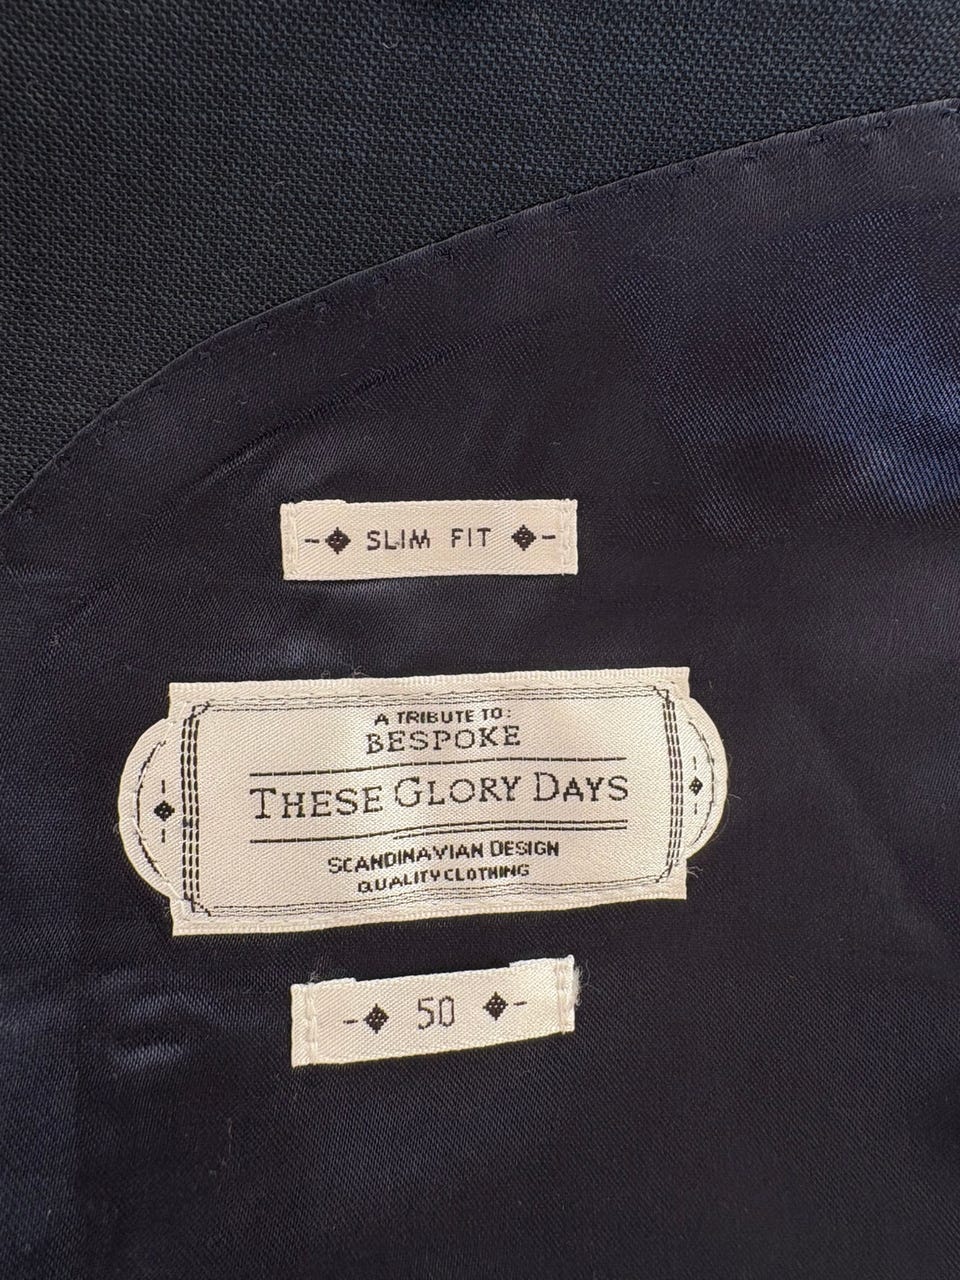 SLIM FIT
A TRIBUTE TO:
BESPOKE
THESE GLORY DAYS
SCANDINAVIAN DESIGN
QUALITY CLOTHING
50